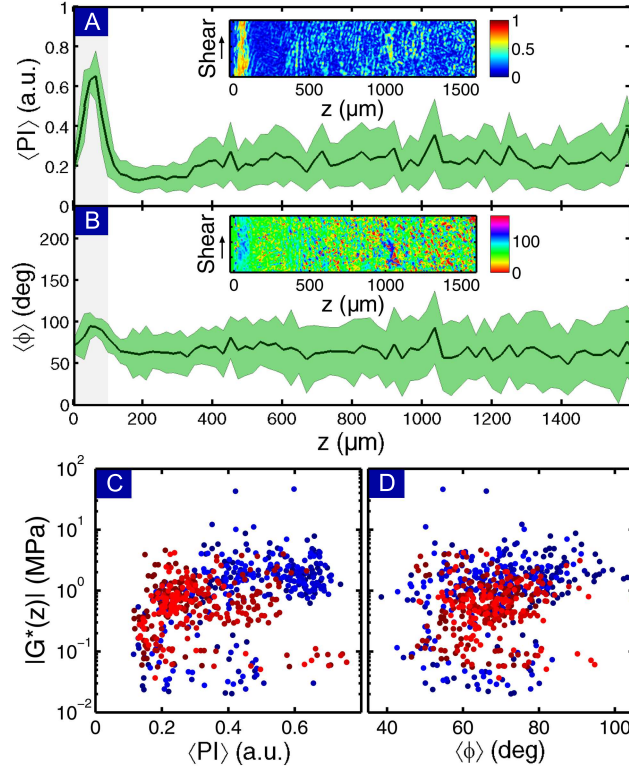 A
⟨PI⟩ (a.u.)
1
0.8
0.6
0.4
0.2
0
Shear
0 500 1000 1600
z (μm)
1
0.5
0
B
⟨ϕ⟩ (deg)
200
150
100
50
0
Shear
0 500 1000 1600
z (μm)
100
0
0 200 400 600 800 1000 1200 1400
z (μm)
C
D
|G*(z)| (MPa)
10²
10¹
10⁰
10⁻¹
10⁻²
0 0.2 0.4 0.6
40 60 80 100
⟨PI⟩ (a.u.)
⟨ϕ⟩ (deg)